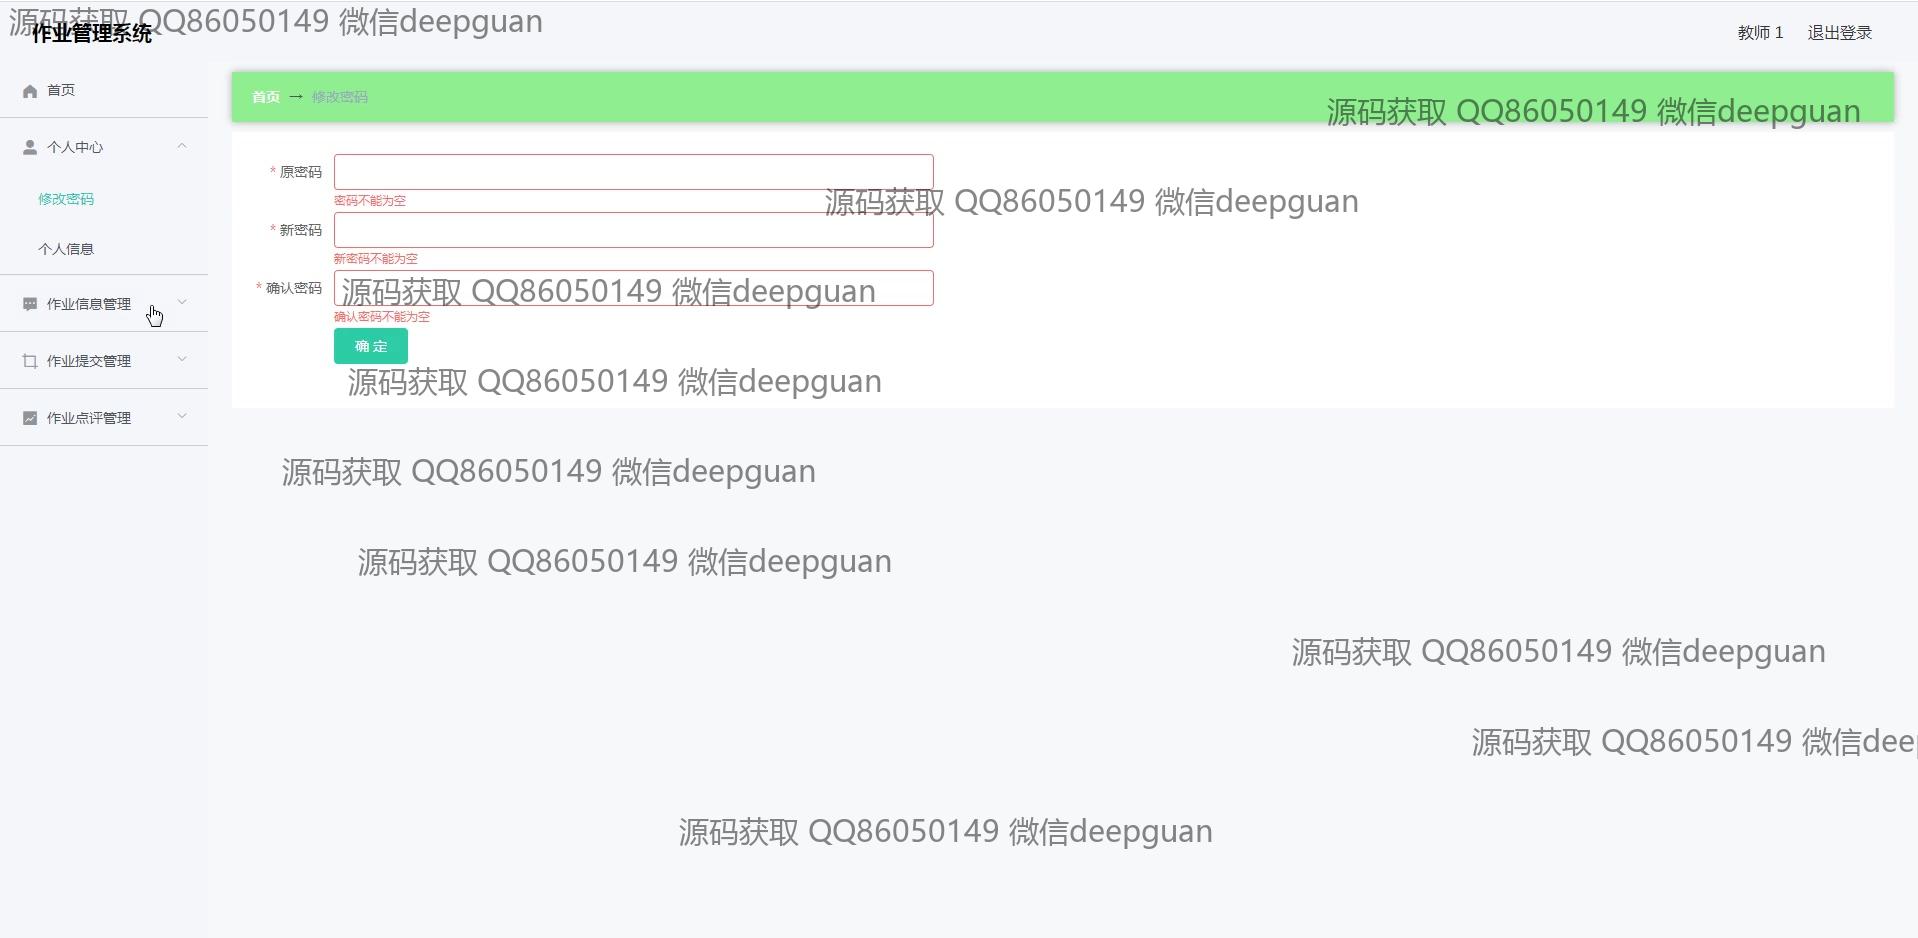 源码获取 QQ86050149 微信deepguan
作业管理系统
教师 1
退出登录
首页
首页 → 修改密码
源码获取 QQ86050149 微信deepguan
个人中心
* 原密码
密码不能为空
修改密码
源码获取 QQ86050149 微信deepguan
* 新密码
个人信息
新密码不能为空
* 确认密码
源码获取 QQ86050149 微信deepguan
作业信息管理
确认密码不能为空
确 定
作业提交管理
源码获取 QQ86050149 微信deepguan
作业点评管理
源码获取 QQ86050149 微信deepguan
源码获取 QQ86050149 微信deepguan
源码获取 QQ86050149 微信deepguan
源码获取 QQ86050149 微信dee
源码获取 QQ86050149 微信deepguan